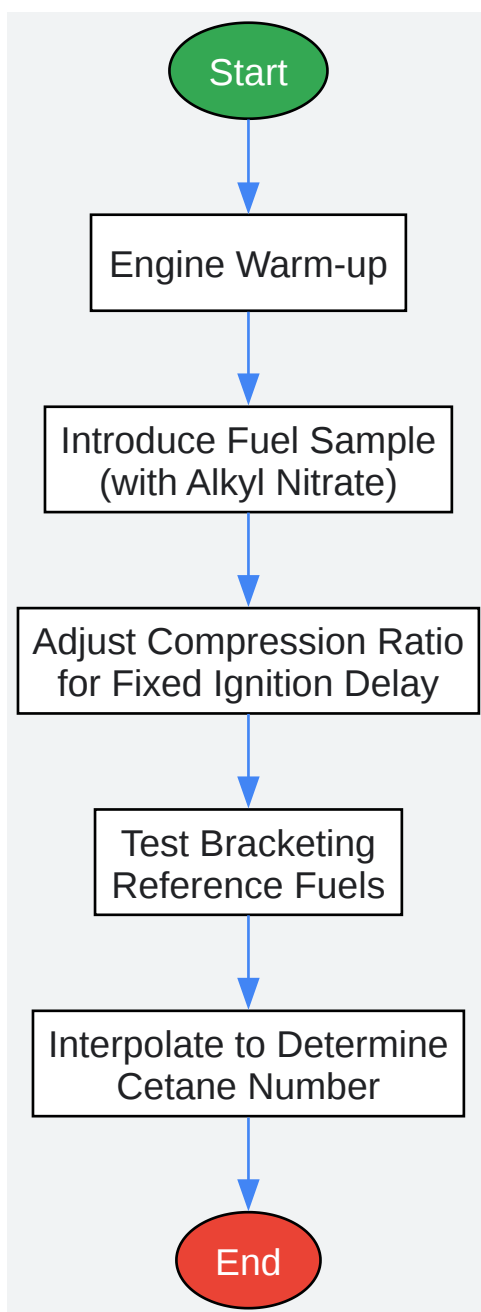 Start
Engine Warm-up
Introduce Fuel Sample
(with Alkyl Nitrate)
Adjust Compression Ratio
for Fixed Ignition Delay
Test Bracketing
Reference Fuels
Interpolate to Determine
Cetane Number
End